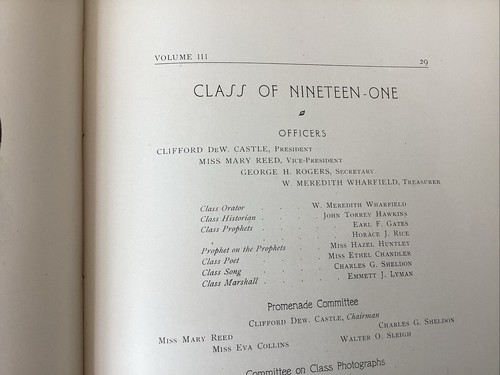 VOLUME III 29
CLASS OF NINETEEN-ONE
OFFICERS
CLIFFORD DEW. CASTLE, PRESIDENT
MISS MARY REED, VICE-PRESIDENT
GEORGE H. ROGERS, SECRETARY
W. MEREDITH WHARFIELD, TREASURER
Class Orator . . . . W. MEREDITH WHARFIELD
Class Historian . . . . JOHN TORREY HAWKINS
Class Prophets . . . . EARL F. GATES
HORACE J. RICE
Prophet on the Prophets . . . . MISS HAZEL HUNTLEY
Class Poet . . . . MISS ETHEL CHANDLER
Class Song . . . . CHARLES G. SHELDON
Class Marshall . . . . EMMETT J. LYMAN
Promenade Committee
CLIFFORD DEW. CASTLE, Chairman
MISS MARY REED CHARLES G. SHELDON
MISS EVA COLLINS WALTER O. SLEIGH
Committee on Class Photographs